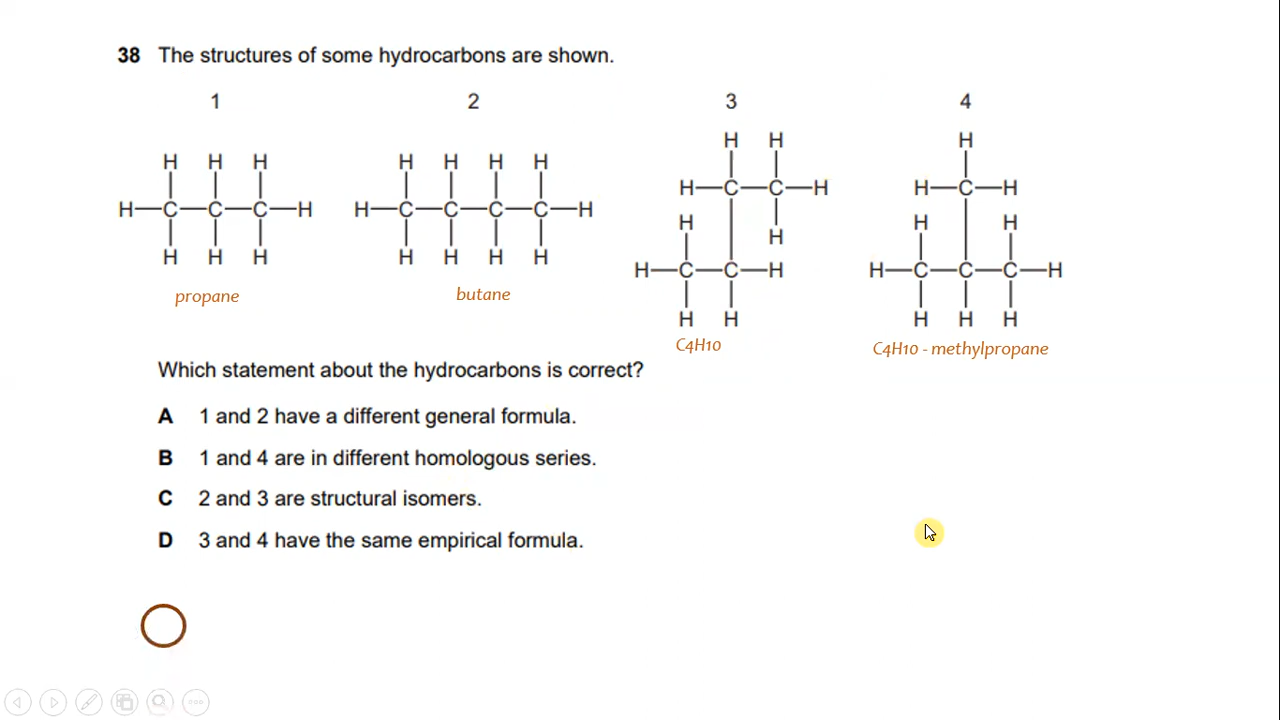 38 The structures of some hydrocarbons are shown.
1 2 3 4
H H
H
H—C—C—H
H—C—H
H H H
H H H H
H
H
H
H
H—C—C—C—H
H—C—C—C—C—H
H
H—C—C—H
H—C—C—C—H
H H H
H H H H
H H
H H H
propane
butane
C4H10
C4H10 - methylpropane
Which statement about the hydrocarbons is correct?
A 1 and 2 have a different general formula.
B 1 and 4 are in different homologous series.
C 2 and 3 are structural isomers.
D 3 and 4 have the same empirical formula.